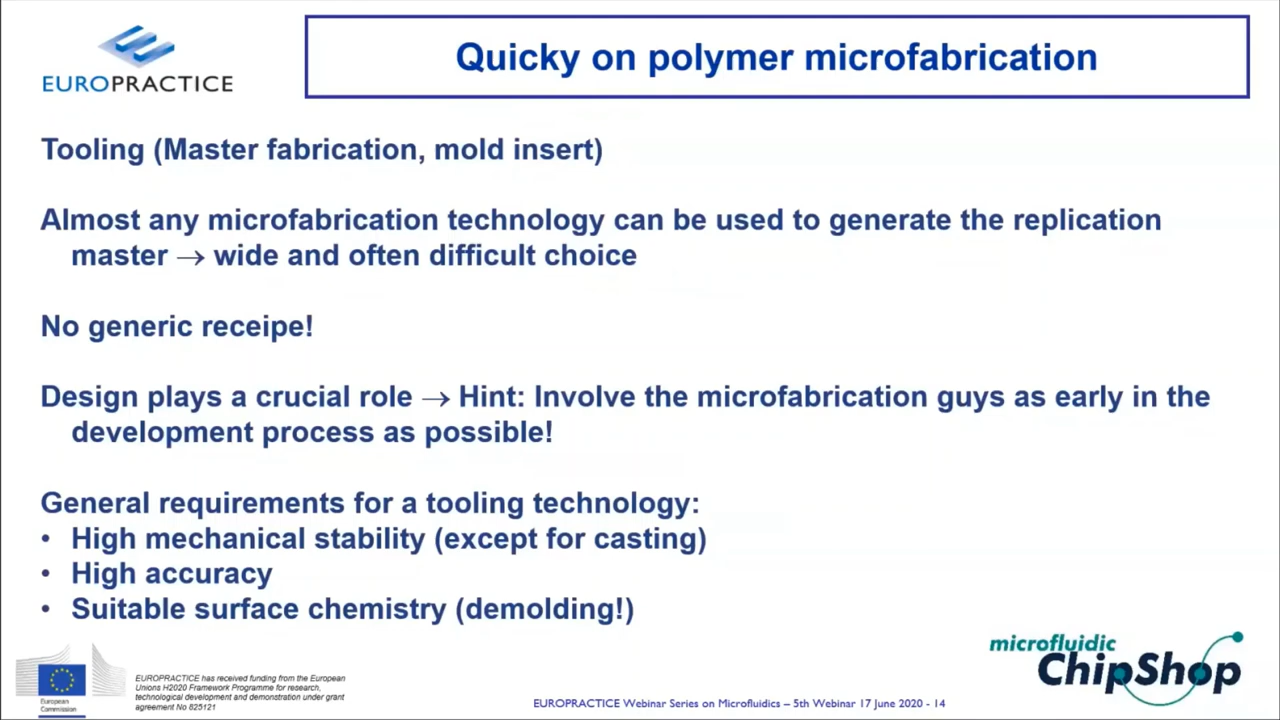 EUROPRACTICE
Quicky on polymer microfabrication
Tooling (Master fabrication, mold insert)
Almost any microfabrication technology can be used to generate the replication
master → wide and often difficult choice
No generic receipe!
Design plays a crucial role → Hint: Involve the microfabrication guys as early in the
development process as possible!
General requirements for a tooling technology:
• High mechanical stability (except for casting)
• High accuracy
• Suitable surface chemistry (demolding!)
European
Commission
EUROPRACTICE has received funding from the European
Unions H2020 Framework Programme for research,
technological development and demonstration under grant
agreement No 825121
EUROPRACTICE Webinar Series on Microfluidics – 5th Webinar 17 June 2020 - 14
microfluidic
ChipShop